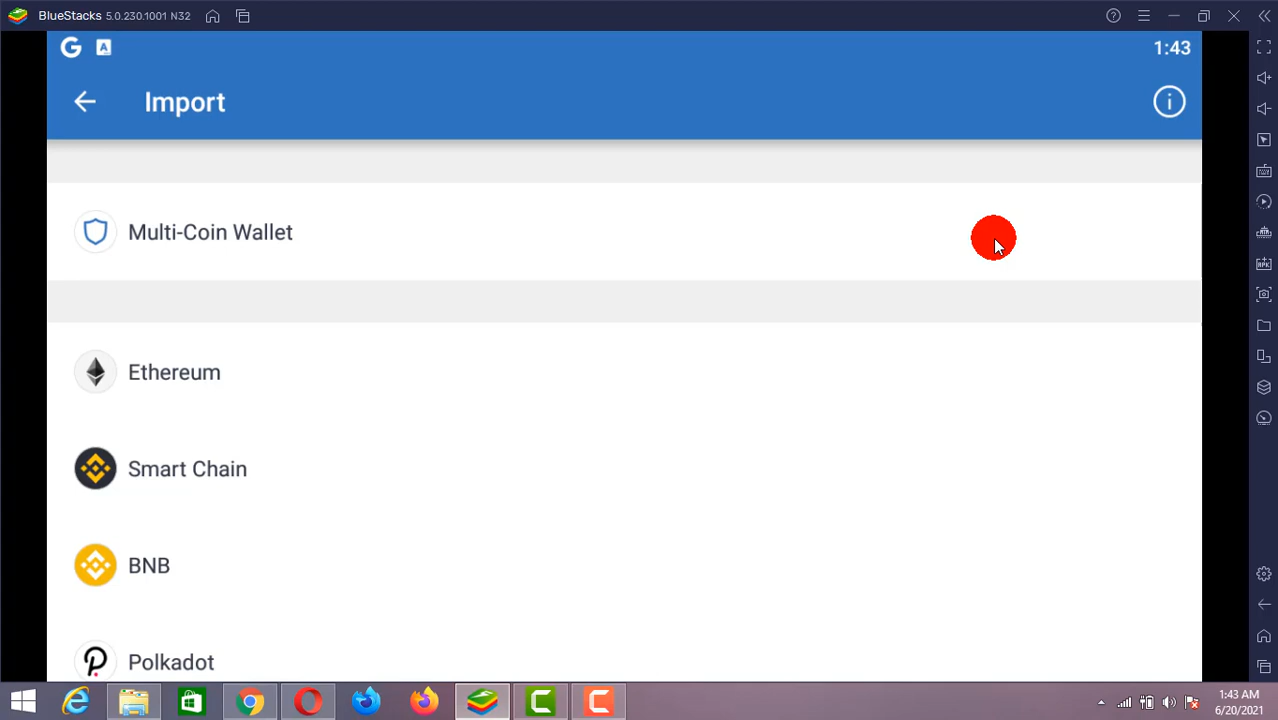 BlueStacks 5.0.230.1001 N32
1:43
Import
Multi-Coin Wallet
Ethereum
Smart Chain
BNB
Polkadot
1:43 AM
6/20/2021